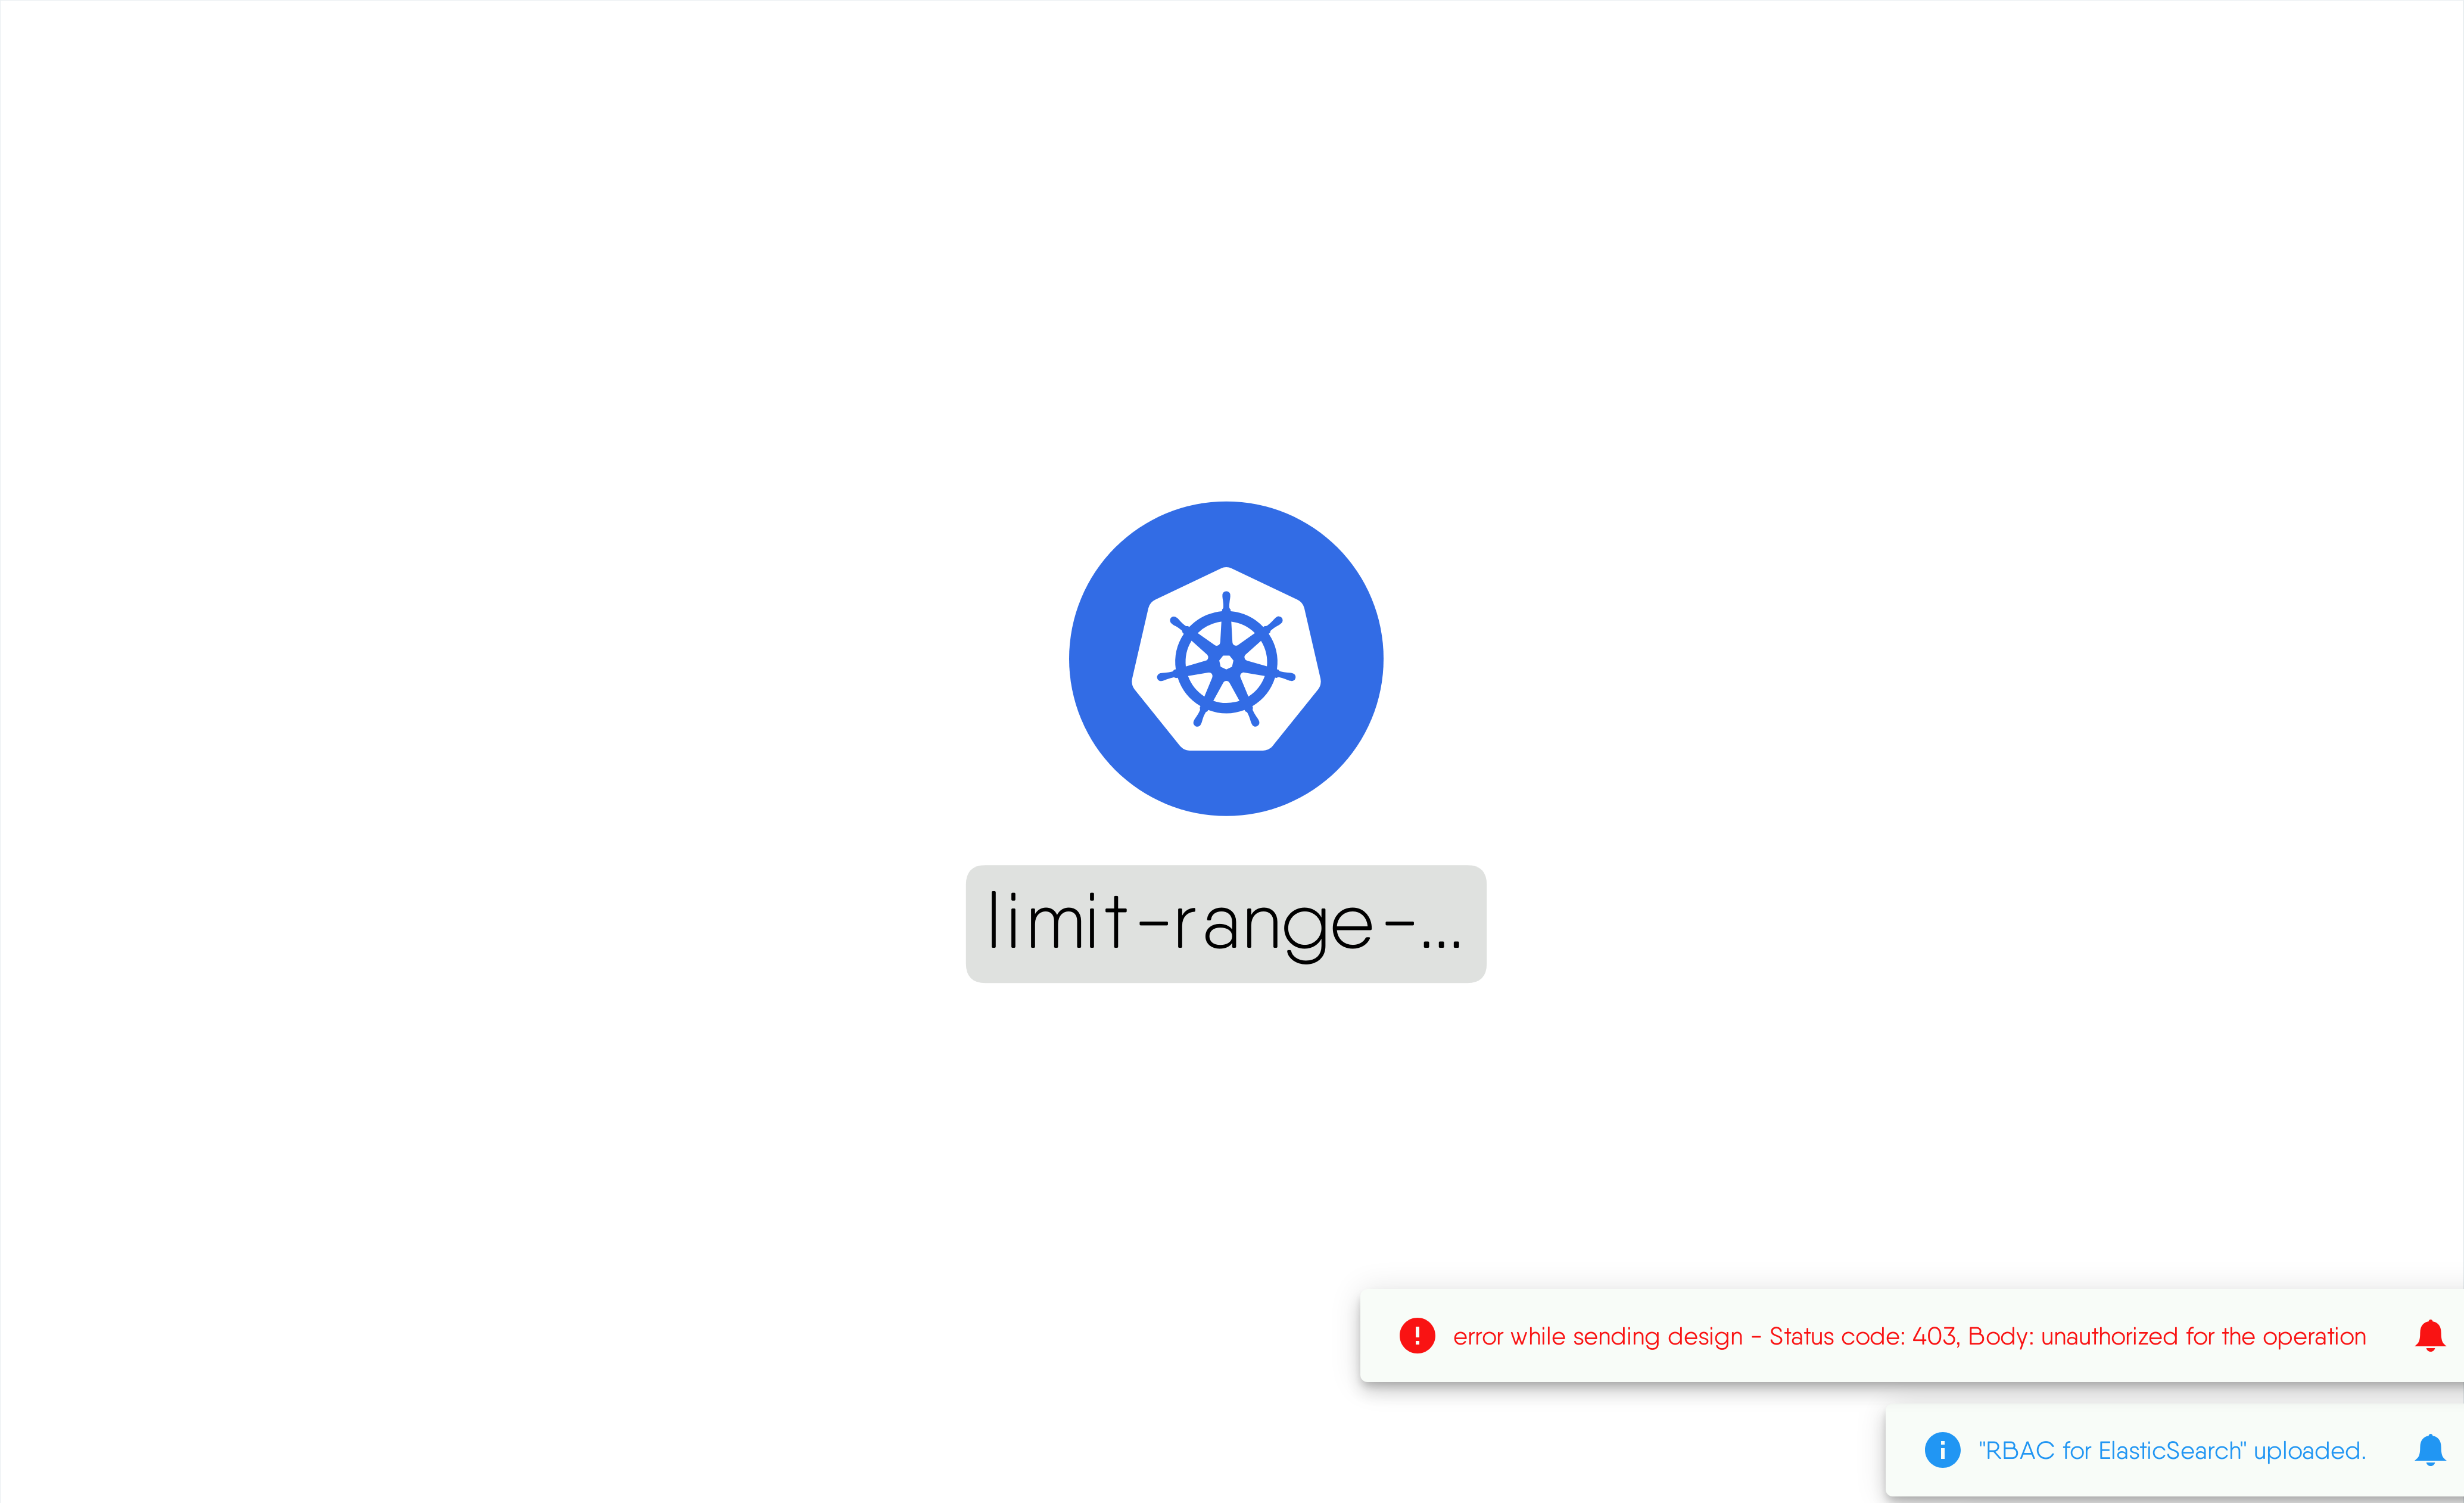 limit-range-...
error while sending design - Status code: 403, Body: unauthorized for the operation
"RBAC for ElasticSearch" uploaded.